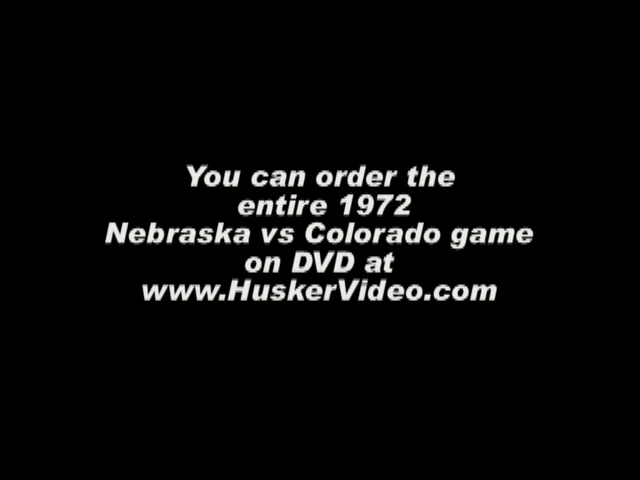 You can order the
entire 1972
Nebraska vs Colorado game
on DVD at
www.HuskerVideo.com